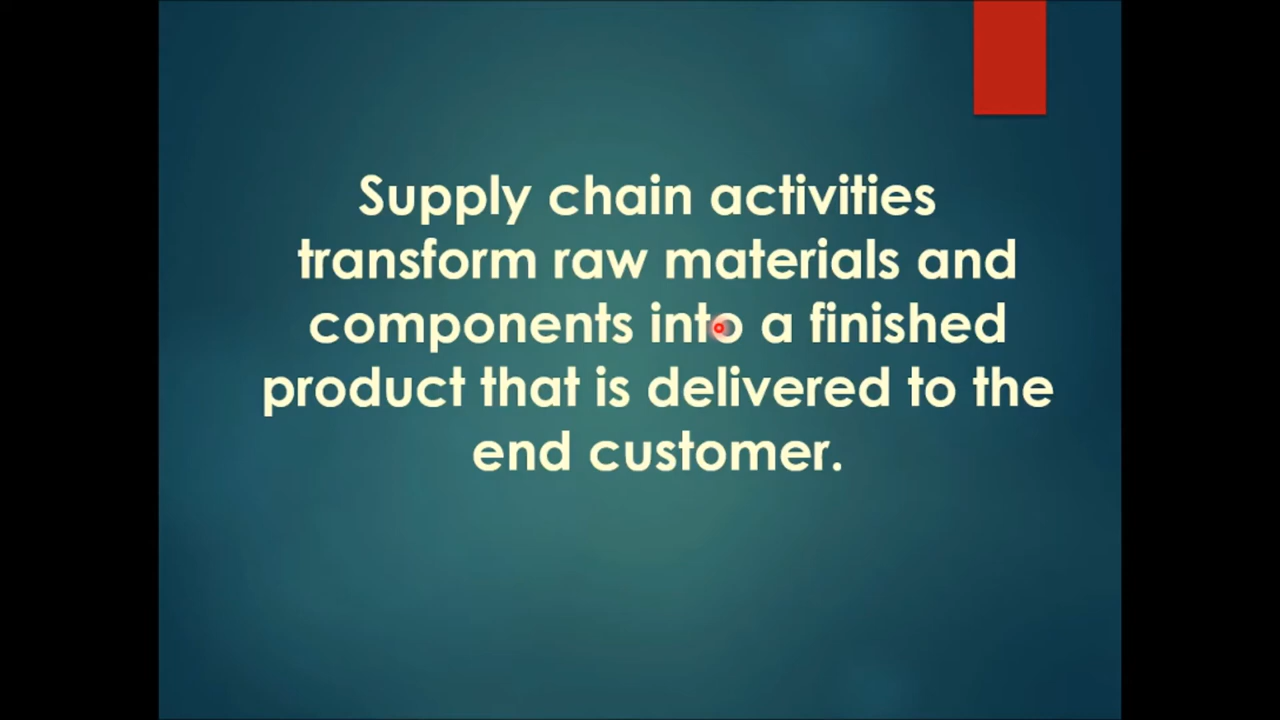 Supply chain activities
transform raw materials and
components into a finished
product that is delivered to the
end customer.